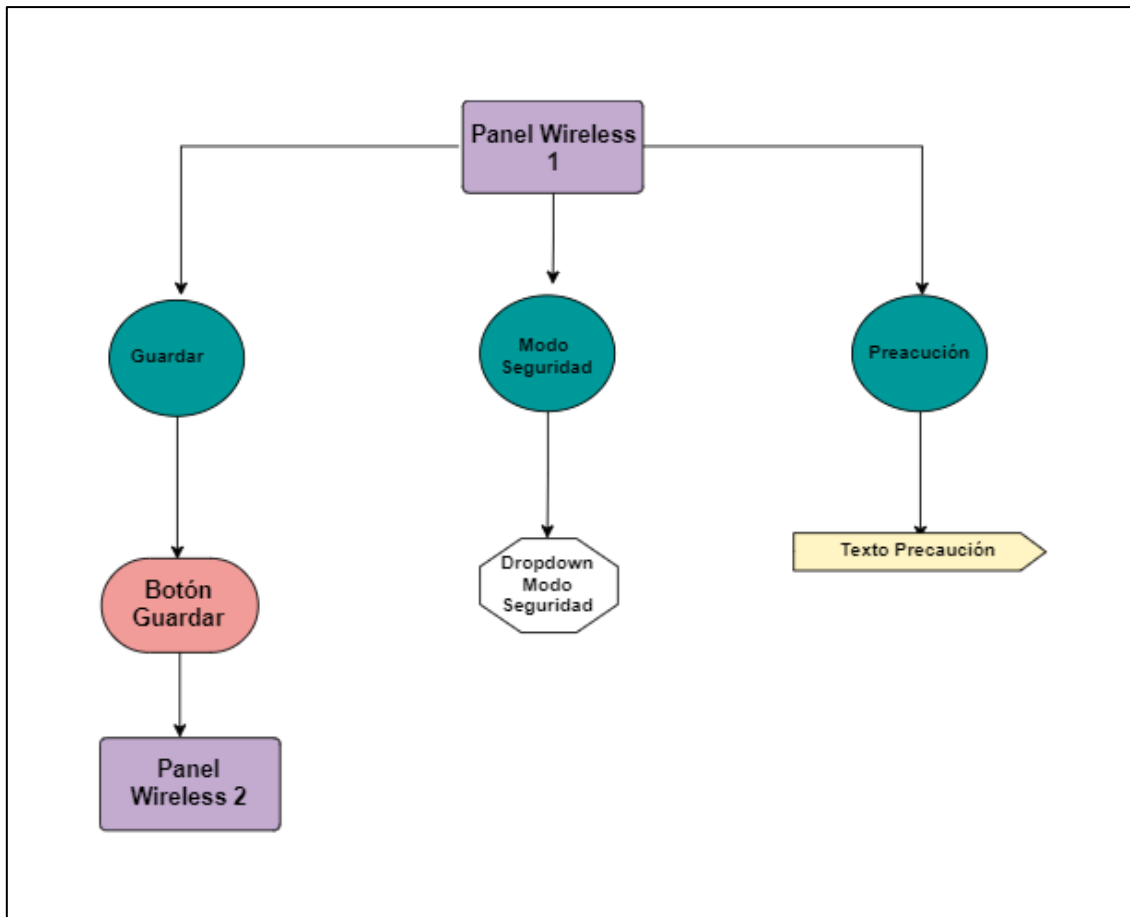 Panel Wireless
1
Guardar
Modo
Seguridad
Preacución
Botón
Guardar
Dropdown
Modo
Seguridad
Texto Precaución
Panel
Wireless 2